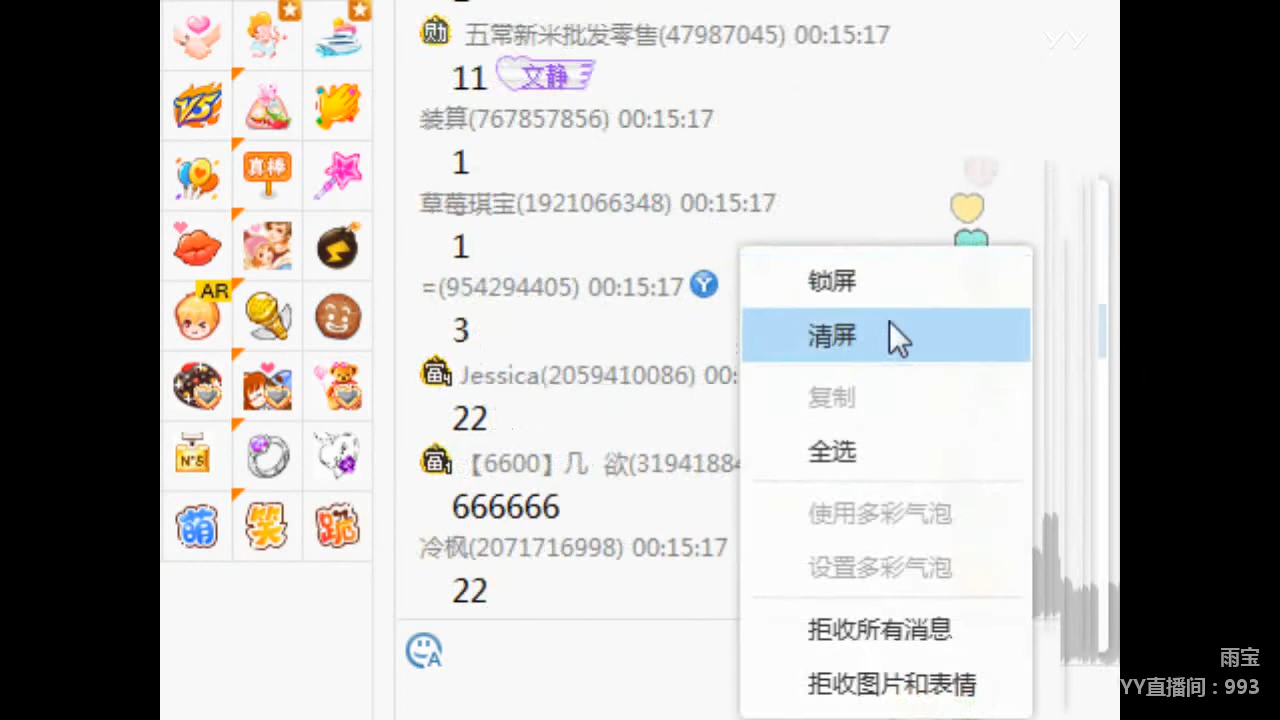 五常新米批发零售(47987045) 00:15:17
11 文静
装算(767857856) 00:15:17
1
草莓琪宝(1921066348) 00:15:17
1
=(954294405) 00:15:17
3
Jessica(2059410086) 00:
22
【6600】几 欲(3194188
666666
冷枫(2071716998) 00:15:17
22
锁屏
清屏
复制
全选
使用多彩气泡
设置多彩气泡
拒收所有消息
拒收图片和表情
VS
真棒
AR
N°5
萌
笑
跪
YY
雨宝
YY直播间：993